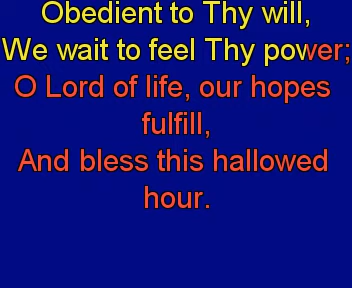 Obedient to Thy will,
We wait to feel Thy power;
O Lord of life, our hopes
fulfill,
And bless this hallowed
hour.